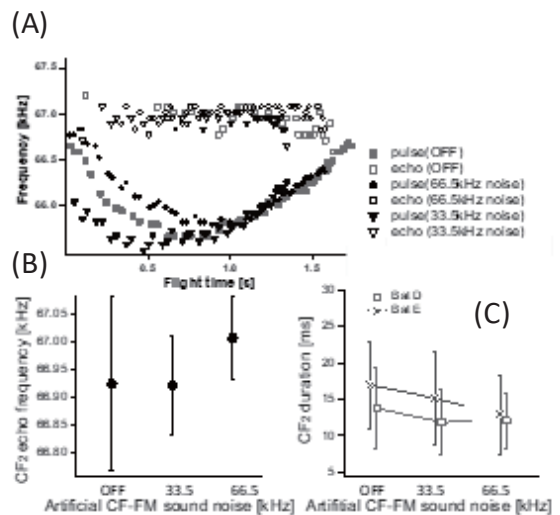 (A)
67.5
67.0
66.5
66.0
Frequency [kHz]
0.5
1.0
1.5
Flight time [s]
pulse(OFF)
echo (OFF)
pulse(66.5kHz noise)
echo (66.5kHz noise)
pulse(33.5kHz noise)
echo (33.5kHz noise)
(B)
67.05
67.00
66.95
66.90
66.85
66.80
CF2 echo frequency [kHz]
OFF
33.5
66.5
Artificial CF-FM sound noise [kHz]
(C)
Bat D
Bat E
30
25
20
15
10
5
CF2 duration [ms]
OFF
33.5
66.5
Artifitial CF-FM sound noise [kHz]